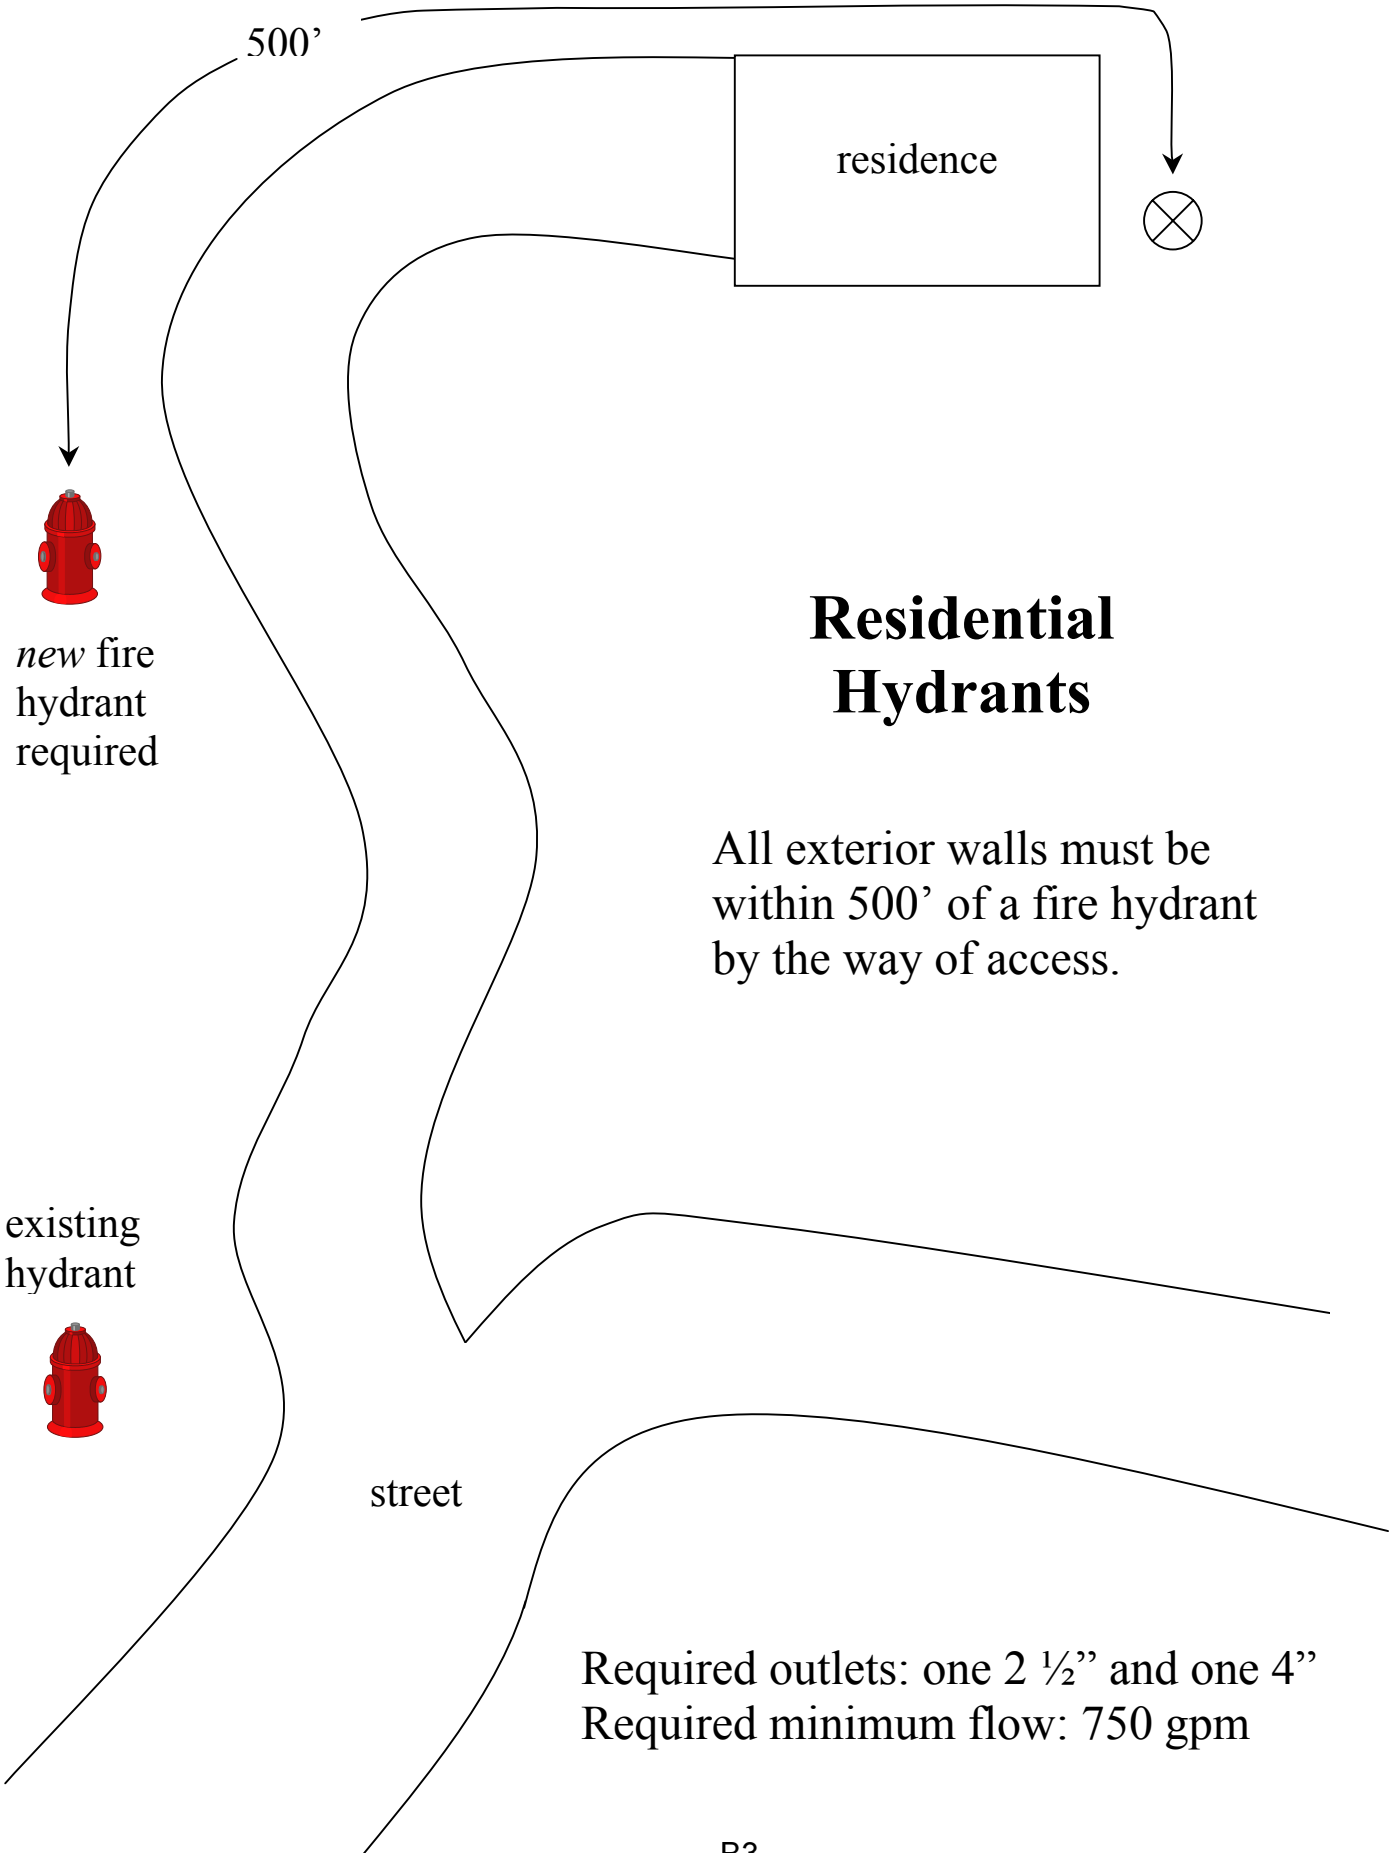 500’
residence
new fire
hydrant
required
Residential
Hydrants
All exterior walls must be
within 500’ of a fire hydrant
by the way of access.
existing
hydrant
street
Required outlets: one 2 ½” and one 4”
Required minimum flow: 750 gpm